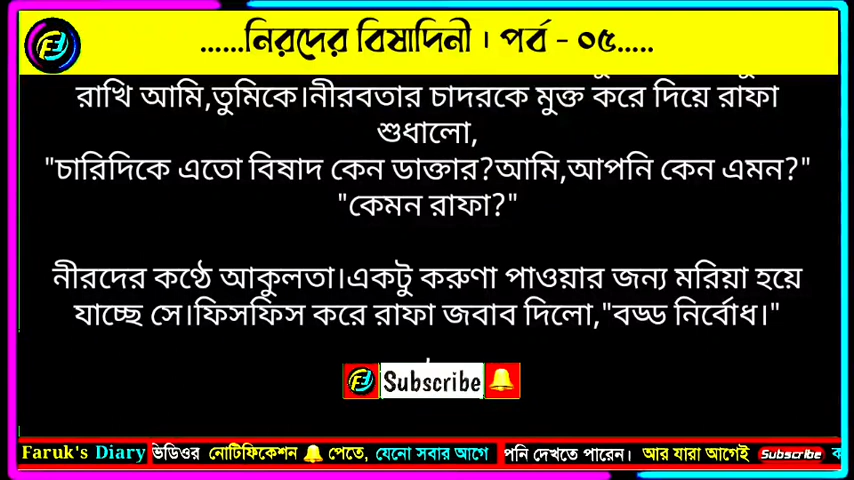 ......নিরদের বিষাদিনী। পর্ব - ০৫.....
রাখি আমি,তুমিকে।নীরবতার চাদরকে মুক্ত করে দিয়ে রাফা
শুধালো,
"চারিদিকে এতো বিষাদ কেন ডাক্তার?আমি,আপনি কেন এমন?"
"কেমন রাফা?"
নীরদের কণ্ঠে আকুলতা।একটু করুণা পাওয়ার জন্য মরিয়া হয়ে
যাচ্ছে সে।ফিসফিস করে রাফা জবাব দিলো,"বড্ড নির্বোধ।"
Subscribe
Faruk's Diary ভিডিওর নোটিফিকেশন 🔔 পেতে, যেনো সবার আগে পনি দেখতে পারেন। আর যারা আগেই Subscribe